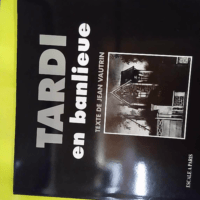 TARDI
en banlieue
TEXTE DE JEAN VAUTRIN
ESCALE A PARIS